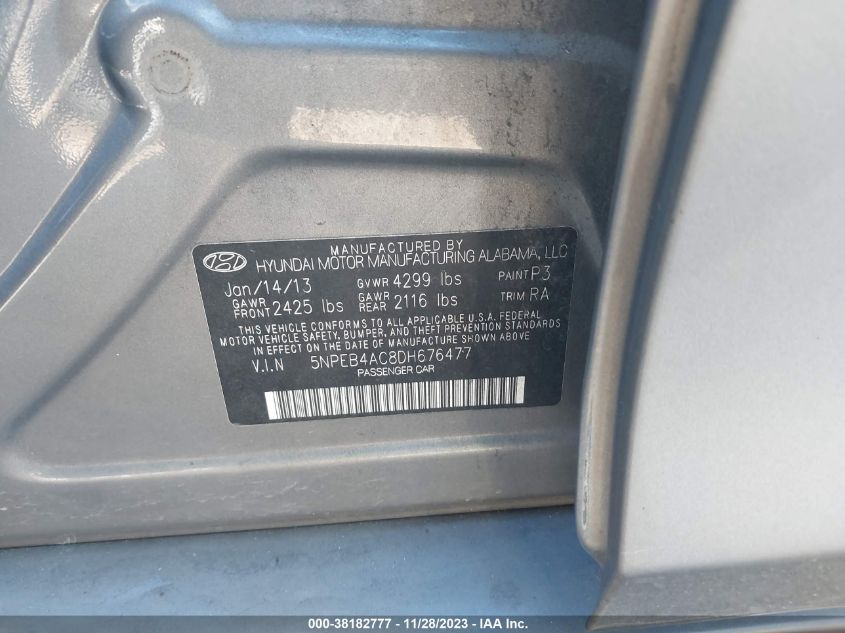 MANUFACTURED BY
HYUNDAI MOTOR MANUFACTURING ALABAMA, LLC
Jan/14/13 GVWR 4299 lbs PAINT P3
GAWR FRONT 2425 lbs GAWR REAR 2116 lbs TRIM RA
THIS VEHICLE CONFORMS TO ALL APPLICABLE U.S.A. FEDERAL
MOTOR VEHICLE SAFETY, BUMPER, AND THEFT PREVENTION STANDARDS
IN EFFECT ON THE DATE OF MANUFACTURE SHOWN ABOVE.
V.I.N 5NPEB4AC8DH676477
PASSENGER CAR
000-38182777 - 11/28/2023 - IAA Inc.